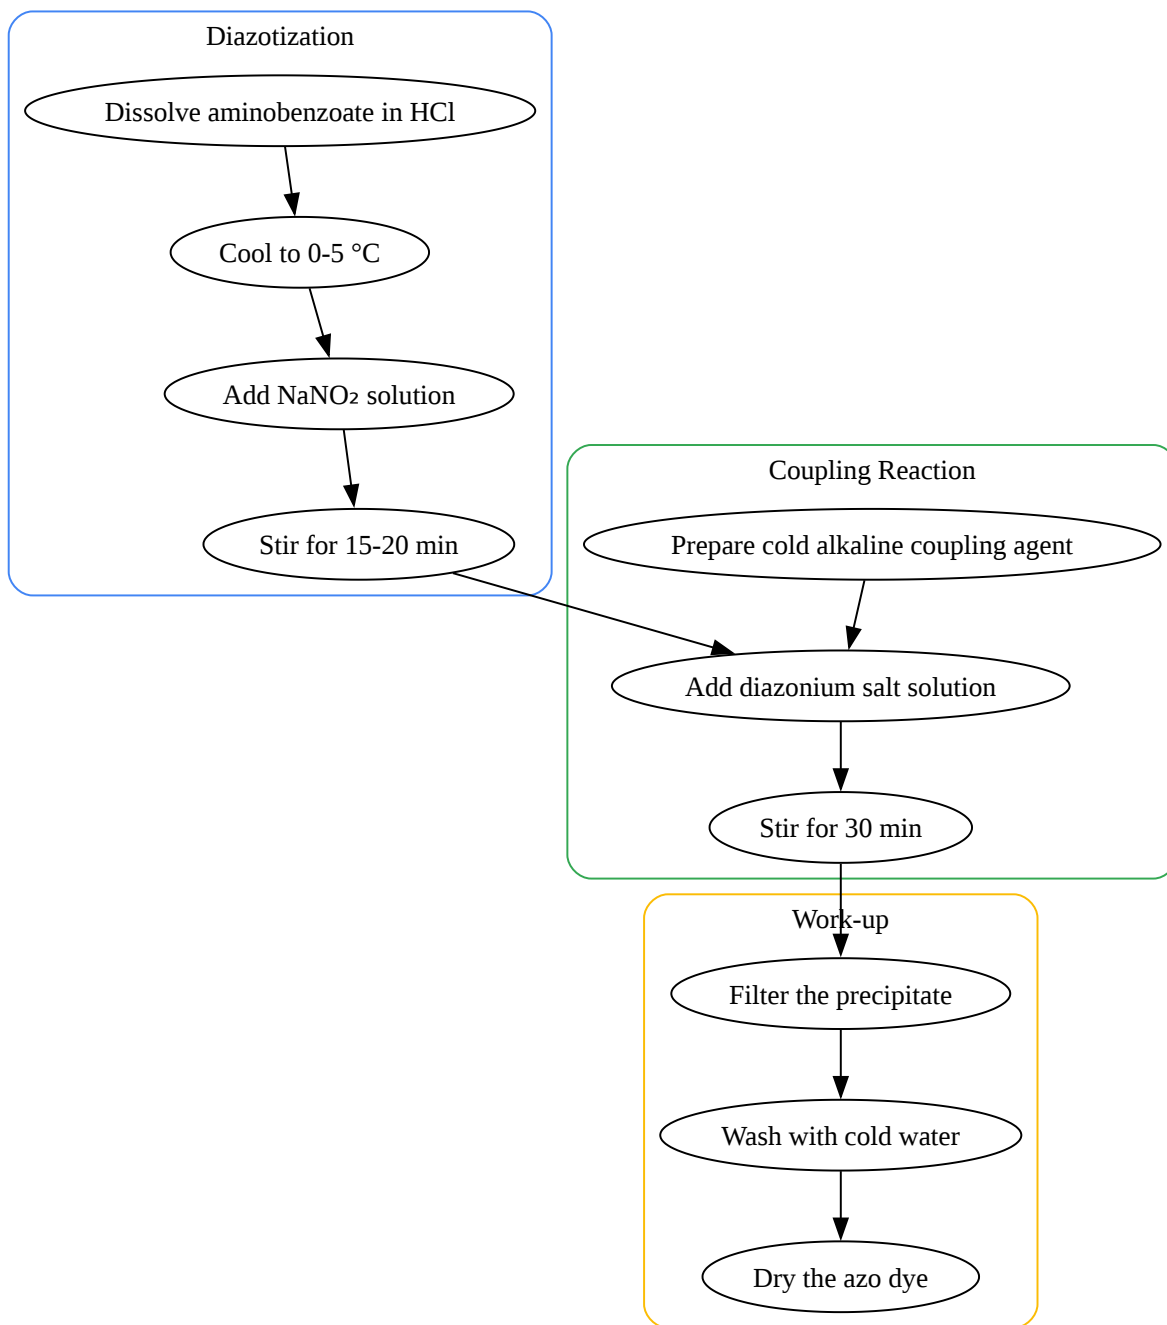 Diazotization
Dissolve aminobenzoate in HCl
Cool to 0-5 °C
Add NaNO₂ solution
Stir for 15-20 min
Coupling Reaction
Prepare cold alkaline coupling agent
Add diazonium salt solution
Stir for 30 min
Work-up
Filter the precipitate
Wash with cold water
Dry the azo dye